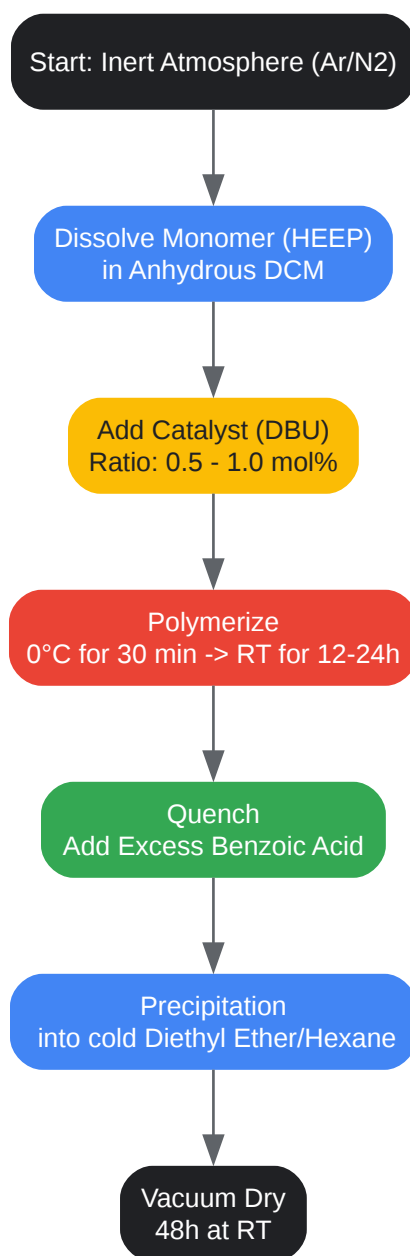 Start: Inert Atmosphere (Ar/N2)
Dissolve Monomer (HEEP)
in Anhydrous DCM
Add Catalyst (DBU)
Ratio: 0.5 - 1.0 mol%
Polymerize
0°C for 30 min -> RT for 12-24h
Quench
Add Excess Benzoic Acid
Precipitation
into cold Diethyl Ether/Hexane
Vacuum Dry
48h at RT